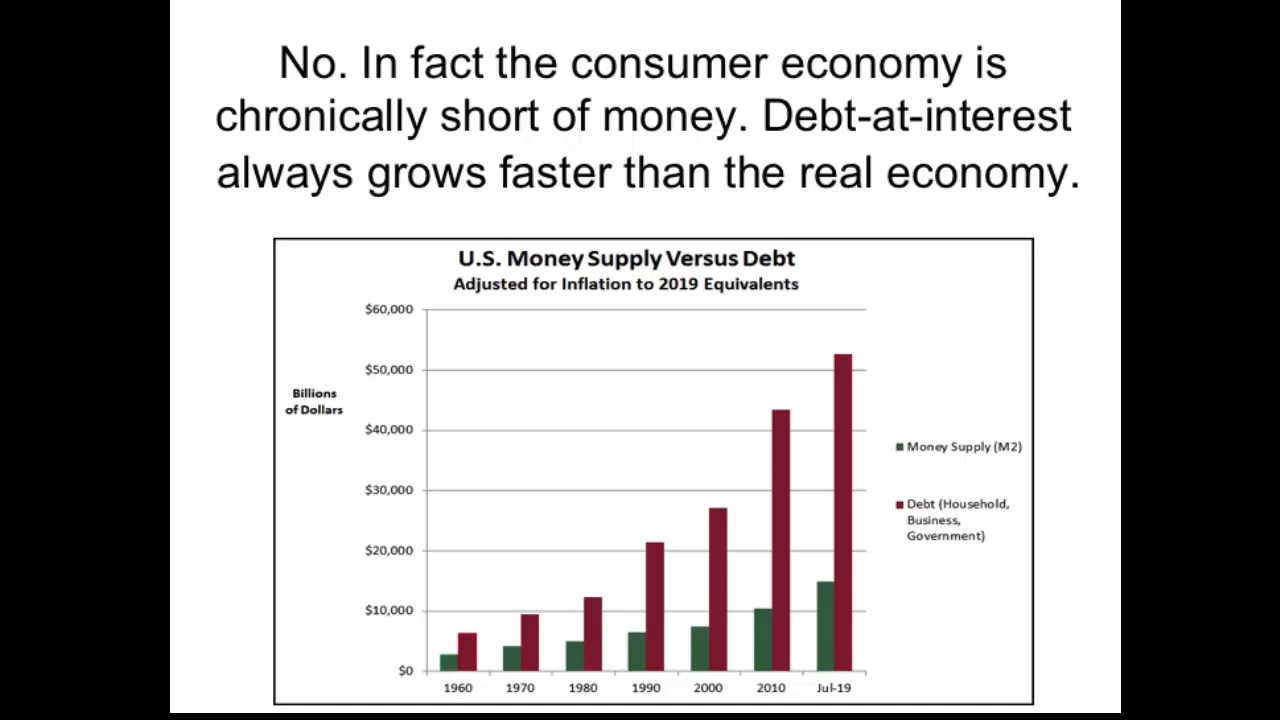 No. In fact the consumer economy is
chronically short of money. Debt-at-interest
always grows faster than the real economy.
U.S. Money Supply Versus Debt
Adjusted for Inflation to 2019 Equivalents
$60,000
$50,000
Billions
of Dollars
$40,000
Money Supply (M2)
$30,000
Debt (Household,
Business,
Government)
$20,000
$10,000
$0
1960 1970 1980 1990 2000 2010 Jul-19